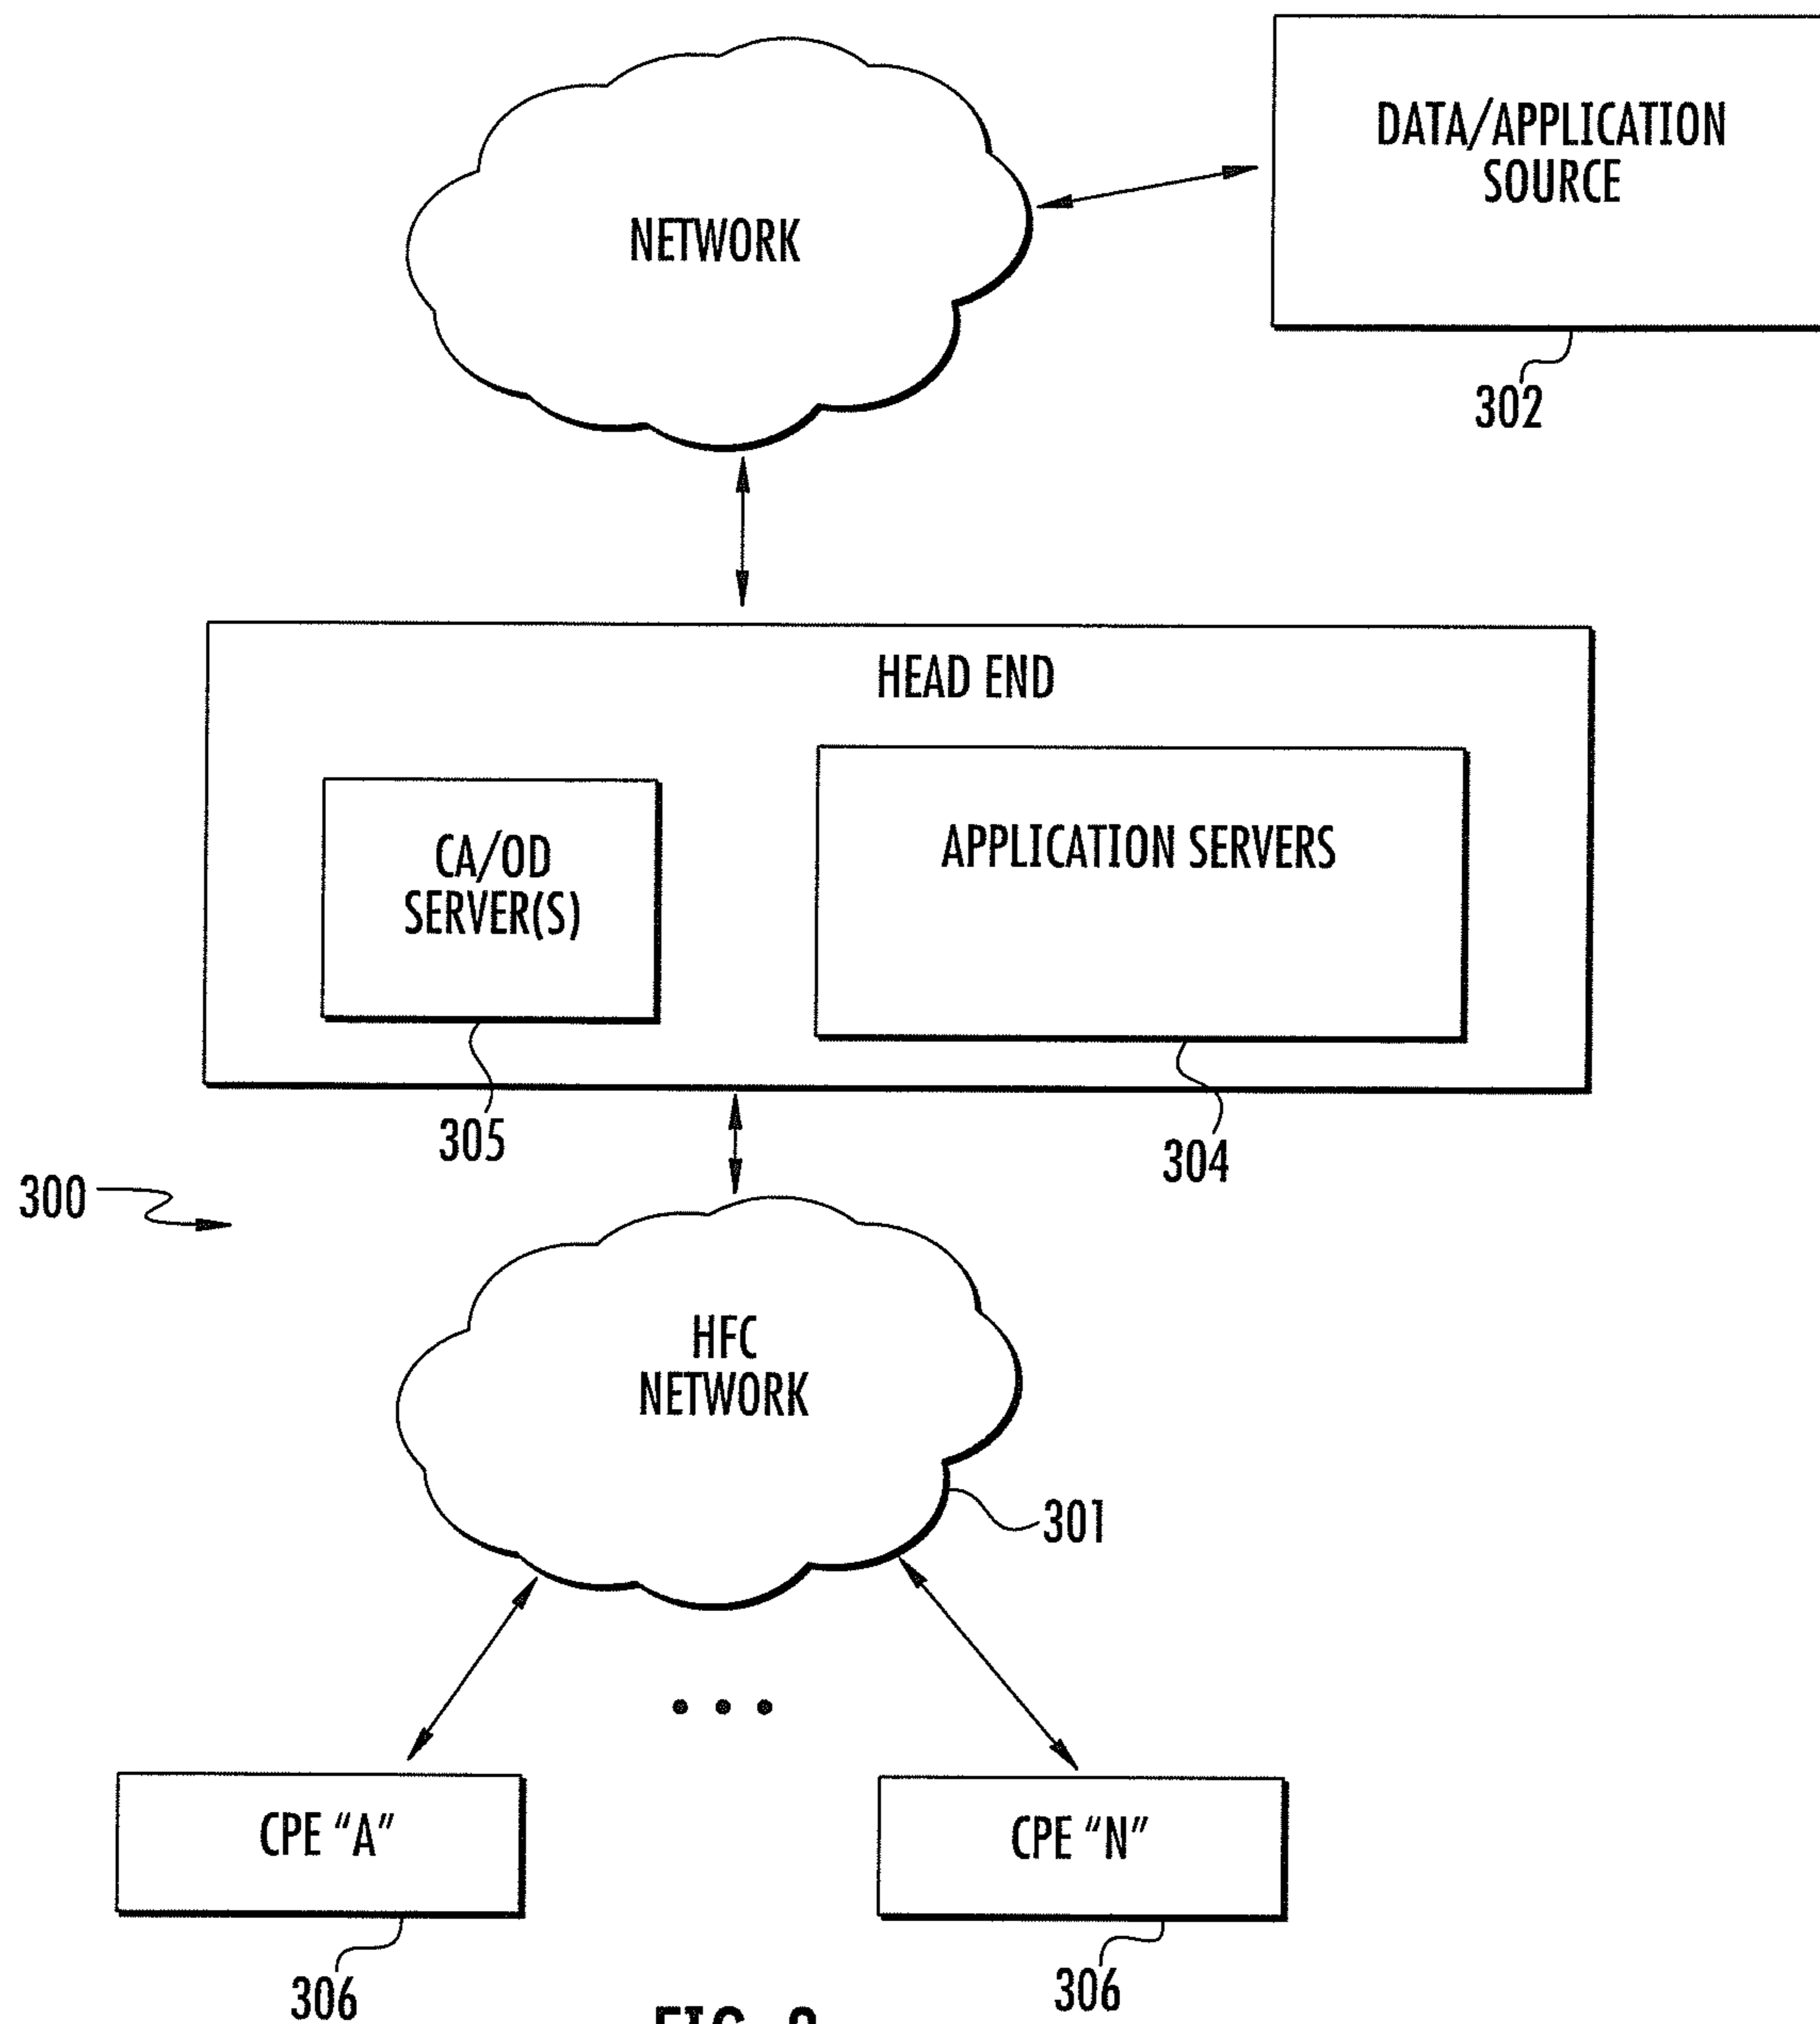 NETWORK
DATA/APPLICATION
SOURCE
302
HEAD END
CA/OD
SERVER(S)
APPLICATION SERVERS
305
304
300
HFC
NETWORK
301
CPE “A”
CPE “N”
306
306
FIG.